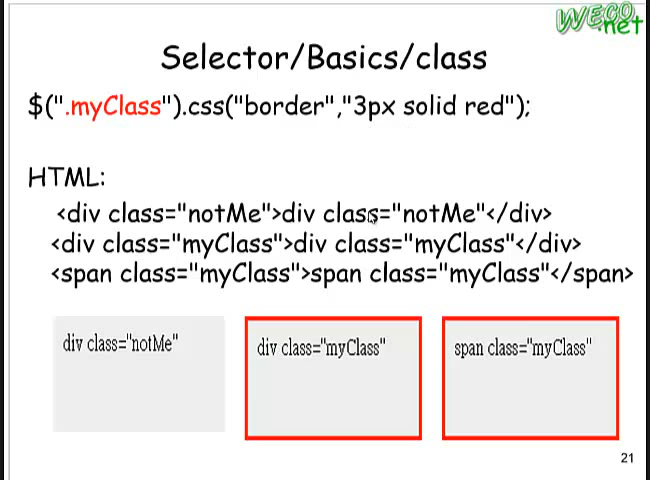 WECO.net
Selector/Basics/class
$(".myClass").css("border","3px solid red");
HTML:
<div class="notMe">div class="notMe"</div>
<div class="myClass">div class="myClass"</div>
<span class="myClass">span class="myClass"</span>
div class="notMe"
div class="myClass"
span class="myClass"
21